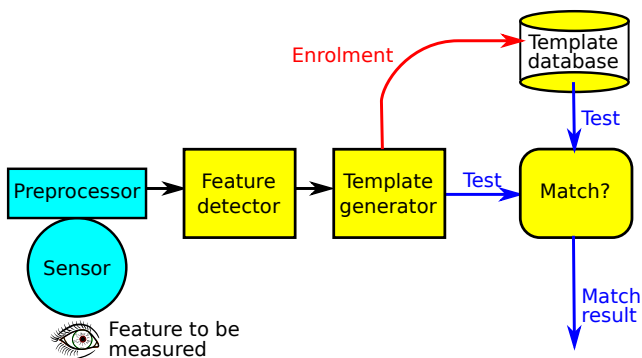 Enrolment
Template
database
Test
Preprocessor
Feature
detector
Template
generator
Test
Match?
Sensor
Match
result
Feature to be
measured